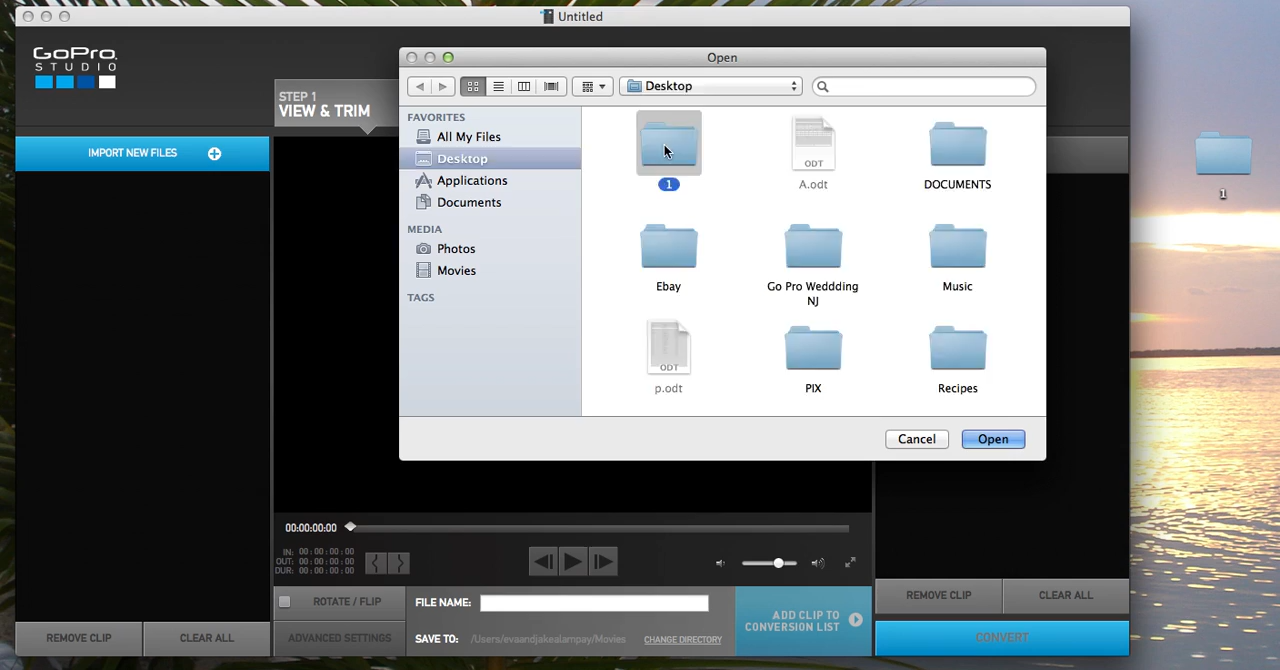 Untitled
GoPro
STUDIO
STEP 1
VIEW & TRIM
IMPORT NEW FILES
Open
Desktop
FAVORITES
All My Files
Desktop
Applications
Documents
MEDIA
Photos
Movies
TAGS
1
ODT
A.odt
DOCUMENTS
Ebay
Go Pro Weddding
NJ
Music
ODT
p.odt
PIX
Recipes
Cancel
Open
1
00:00:00:00
IN: 00:00:00:00
OUT: 00:00:00:00
DUR: 00:00:00:00
ROTATE / FLIP
ADVANCED SETTINGS
FILE NAME:
SAVE TO: /Users/evaandjakealampay/Movies CHANGE DIRECTORY
ADD CLIP TO
CONVERSION LIST
REMOVE CLIP
CLEAR ALL
REMOVE CLIP
CLEAR ALL
CONVERT